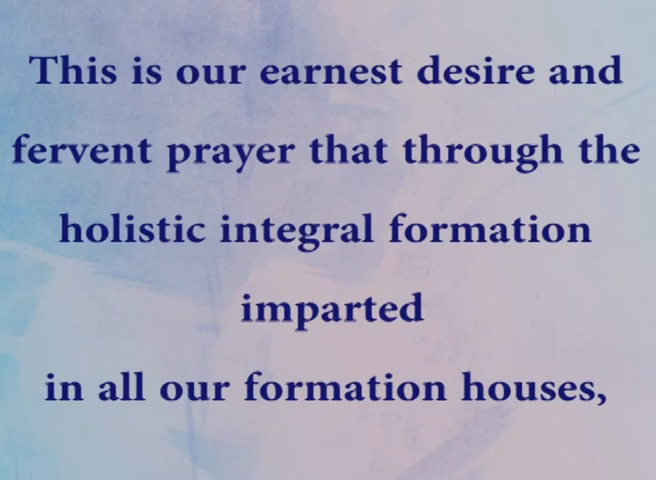 This is our earnest desire and
fervent prayer that through the
holistic integral formation
imparted
in all our formation houses,